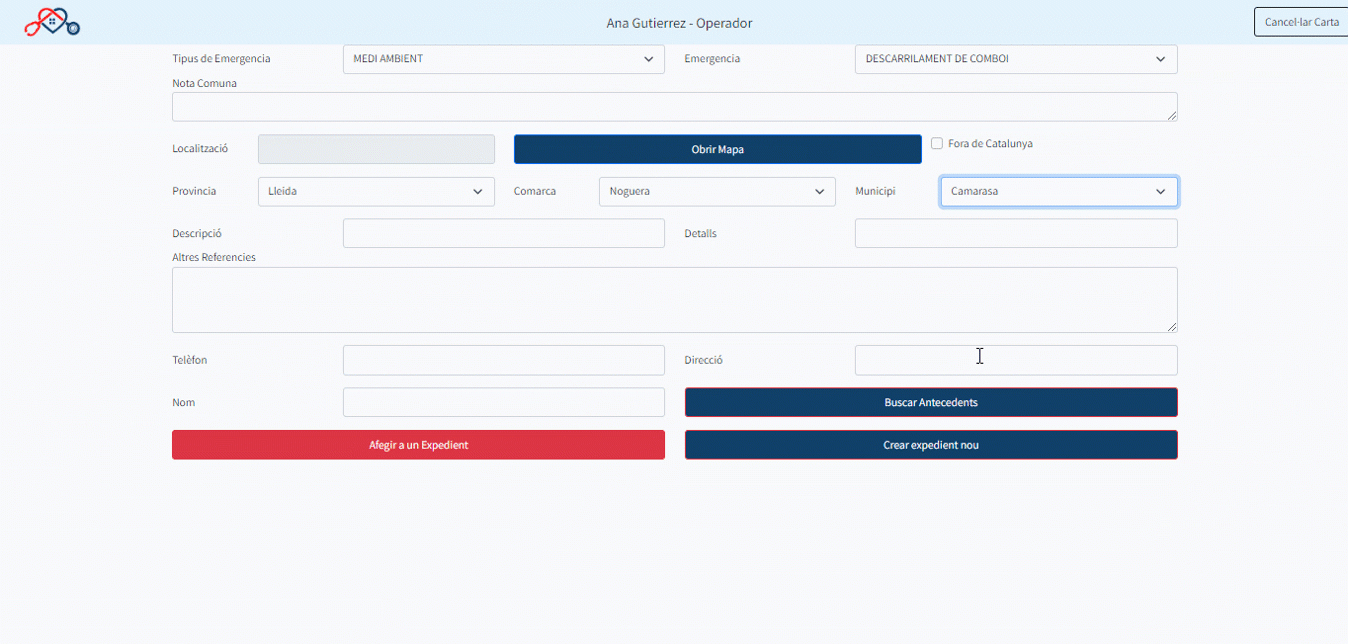 Ana Gutierrez - Operador
Cancel·lar Carta
Tipus de Emergencia
MEDI AMBIENT
Emergencia
DESCARRILAMENT DE COMBOI
Nota Comuna
Localització
Obrir Mapa
Fora de Catalunya
Provincia
Lleida
Comarca
Noguera
Municipi
Camarasa
Descripció
Detalls
Altres Referencies
Telèfon
Direcció
Nom
Buscar Antecedents
Afegir a un Expedient
Crear expedient nou